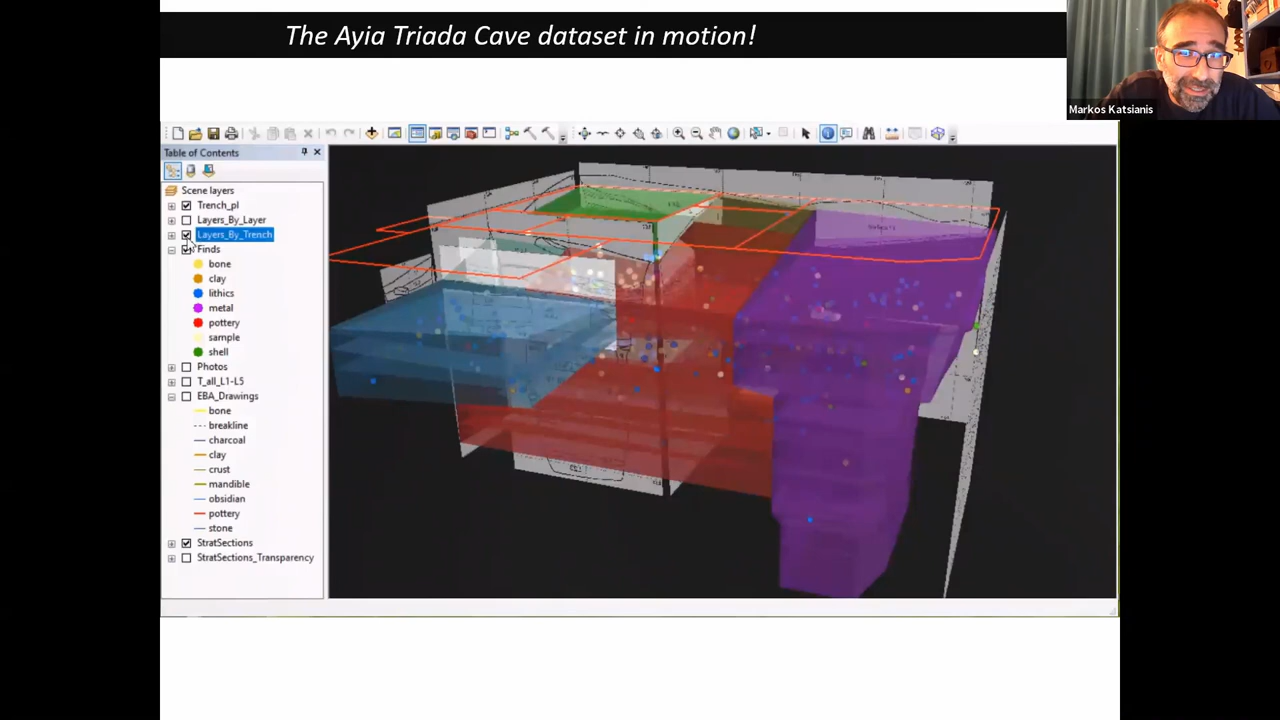 The Ayia Triada Cave dataset in motion!
Markos Katsianis
Table of Contents
Scene layers
Trench_pl
Layers_By_Layer
Layers_By_Trench
Finds
bone
clay
lithics
metal
pottery
sample
shell
Photos
T_all_L1-L5
EBA_Drawings
bone
breakline
charcoal
clay
crust
mandible
obsidian
pottery
stone
StratSections
StratSections_Transparency